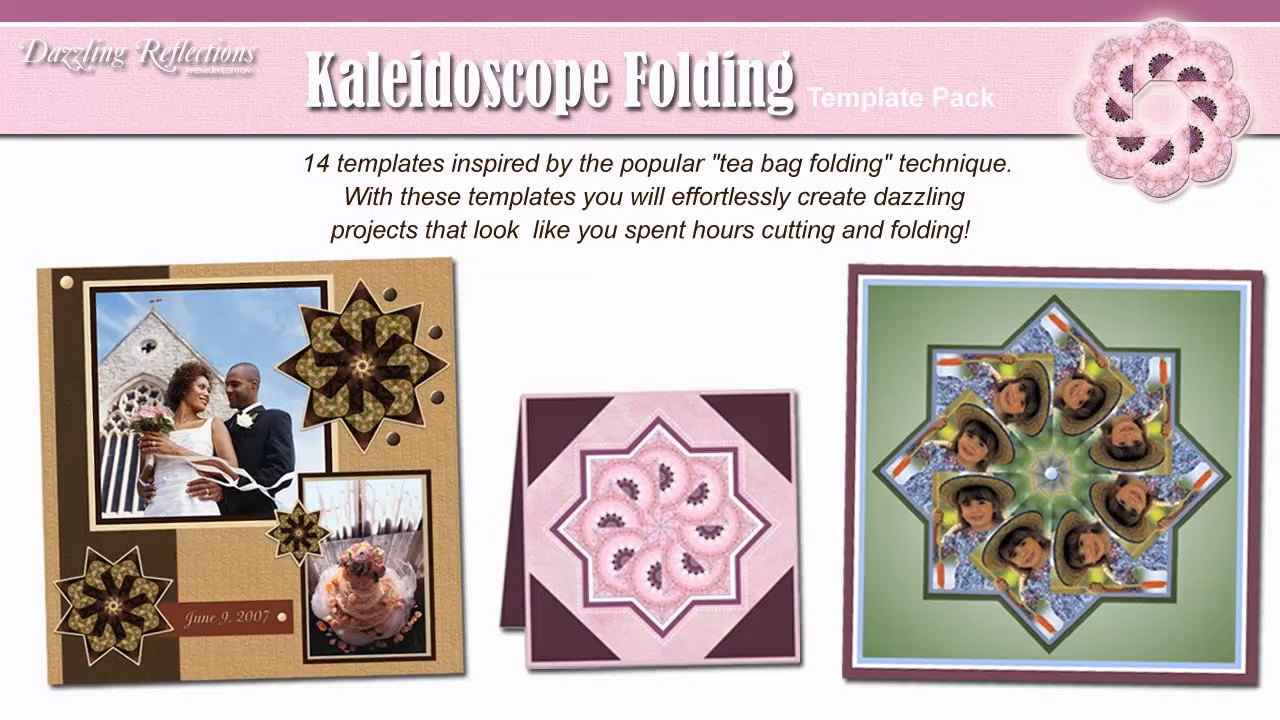 Dazzling Reflections
PREMIUM EDITION
Kaleidoscope Folding Template Pack
14 templates inspired by the popular "tea bag folding" technique.
With these templates you will effortlessly create dazzling
projects that look like you spent hours cutting and folding!
June 9, 2007